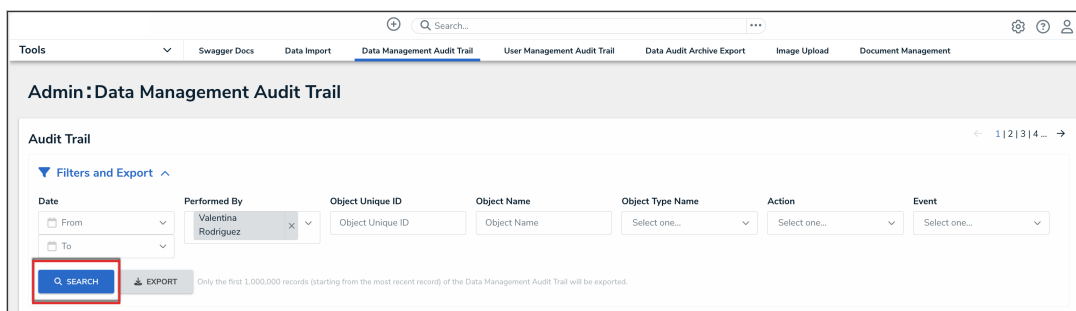 Search...
Tools
Swagger Docs
Data Import
Data Management Audit Trail
User Management Audit Trail
Data Audit Archive Export
Image Upload
Document Management
Admin:Data Management Audit Trail
Audit Trail
1|2|3|4 ...
Filters and Export
Date
Performed By
Object Unique ID
Object Name
Object Type Name
Action
Event
From
Valentina
Rodriguez
Object Unique ID
Object Name
Select one...
Select one...
Select one...
To
SEARCH
EXPORT
Only the first 1,000,000 records (starting from the most recent record) of the Data Management Audit Trail will be exported.